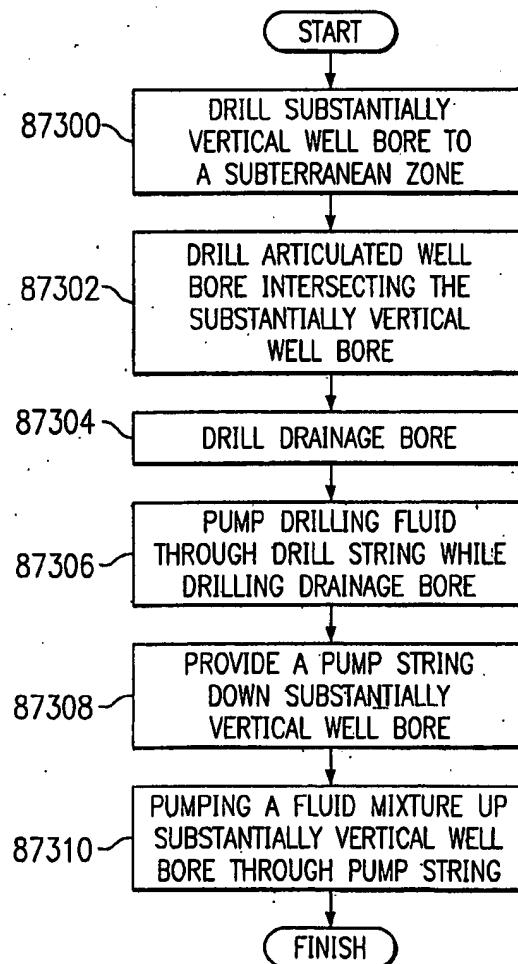 START
87300
DRILL SUBSTANTIALLY
VERTICAL WELL BORE TO
A SUBTERRANEAN ZONE
87302
DRILL ARTICULATED WELL
BORE INTERSECTING THE
SUBSTANTIALLY VERTICAL
WELL BORE
87304
DRILL DRAINAGE BORE
87306
PUMP DRILLING FLUID
THROUGH DRILL STRING WHILE
DRILLING DRAINAGE BORE
87308
PROVIDE A PUMP STRING
DOWN SUBSTANTIALLY
VERTICAL WELL BORE
87310
PUMPING A FLUID MIXTURE UP
SUBSTANTIALLY VERTICAL WELL
BORE THROUGH PUMP STRING
FINISH